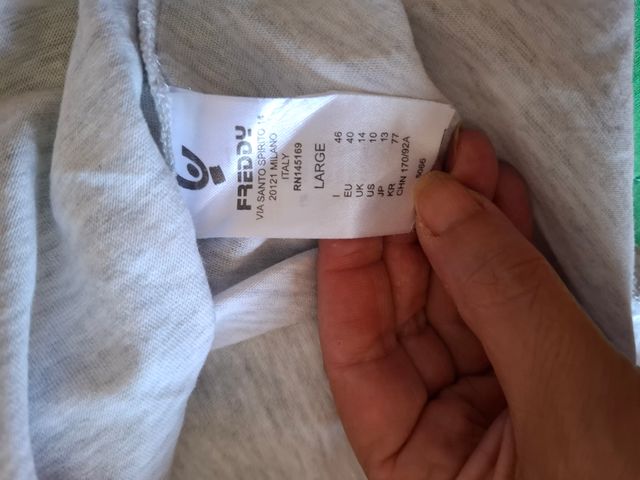 FREDDY
VIA SANTO SPIRITO 14
20121 MILANO
ITALY
RN145169
LARGE
I 46
EU 40
UK 14
US 10
JP 13
KR 77
CHN 170/92A